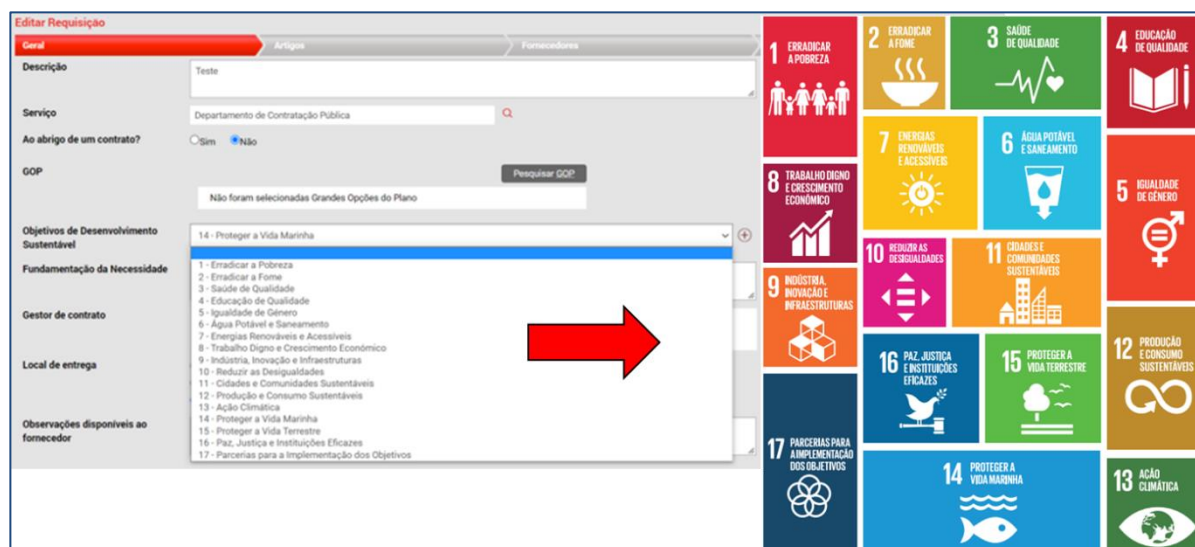 Editar Requisição
Geral
Artigos
Fornecedores
Descrição
Teste
Serviço
Departamento de Contratação Pública
Ao abrigo de um contrato?
Sim
Não
GOP
Pesquisar GOP
Não foram selecionadas Grandes Opções do Plano
Objetivos de Desenvolvimento
Sustentável
14 - Proteger a Vida Marinha
1 - Erradicar a Pobreza
2 - Erradicar a Fome
3 - Saúde de Qualidade
4 - Educação de Qualidade
5 - Igualdade de Género
6 - Água Potável e Saneamento
7 - Energias Renováveis e Acessíveis
8 - Trabalho Digno e Crescimento Económico
9 - Indústria, Inovação e Infraestruturas
10 - Reduzir as Desigualdades
11 - Cidades e Comunidades Sustentáveis
12 - Produção e Consumo Sustentáveis
13 - Ação Climática
14 - Proteger a Vida Marinha
15 - Proteger a Vida Terrestre
16 - Paz, Justiça e Instituições Eficazes
17 - Parcerias para a Implementação dos Objetivos
Fundamentação da Necessidade
Gestor de contrato
Local de entrega
Observações disponíveis ao
fornecedor
1 ERRADICAR
A POBREZA
2 ERRADICAR
A FOME
3 SAÚDE
DE QUALIDADE
4 EDUCAÇÃO
DE QUALIDADE
7 ENERGIAS
RENOVÁVEIS
E ACESSÍVEIS
6 ÁGUA POTÁVEL
E SANEAMENTO
8 TRABALHO DIGNO
E CRESCIMENTO
ECONÓMICO
5 IGUALDADE
DE GÉNERO
10 REDUZIR AS
DESIGUALDADES
11 CIDADES E
COMUNIDADES
SUSTENTÁVEIS
9 INDÚSTRIA,
INOVAÇÃO E
INFRAESTRUTURAS
16 PAZ, JUSTIÇA
E INSTITUIÇÕES
EFICAZES
15 PROTEGER A
VIDA TERRESTRE
12 PRODUÇÃO
E CONSUMO
SUSTENTÁVEIS
17 PARCERIAS PARA
A IMPLEMENTAÇÃO
DOS OBJETIVOS
14 PROTEGER A
VIDA MARINHA
13 AÇÃO
CLIMÁTICA